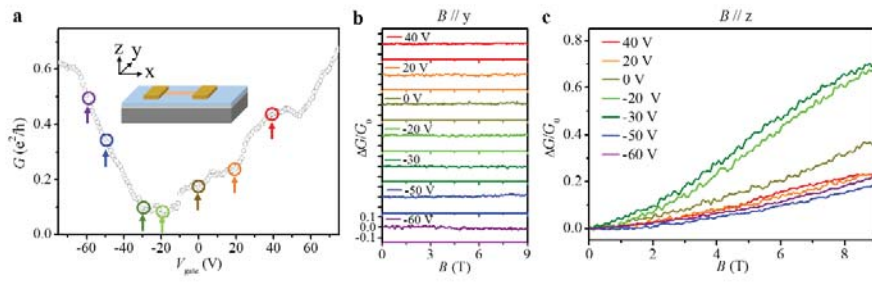 a
z
y
x
G (e²/h)
0.6
0.4
0.2
0.0
-60
-40
-20
0
20
40
60
V gate (V)
b
B // y
ΔG/G₀
40 V
20 V
0 V
-20 V
-30
-50 V
-60 V
0.1
0.0
-0.1
0
3
6
9
B (T)
c
B // z
ΔG/G₀
0.8
0.6
0.4
0.2
0.0
40 V
20 V
0 V
-20 V
-30 V
-50 V
-60 V
0
2
4
6
8
B (T)